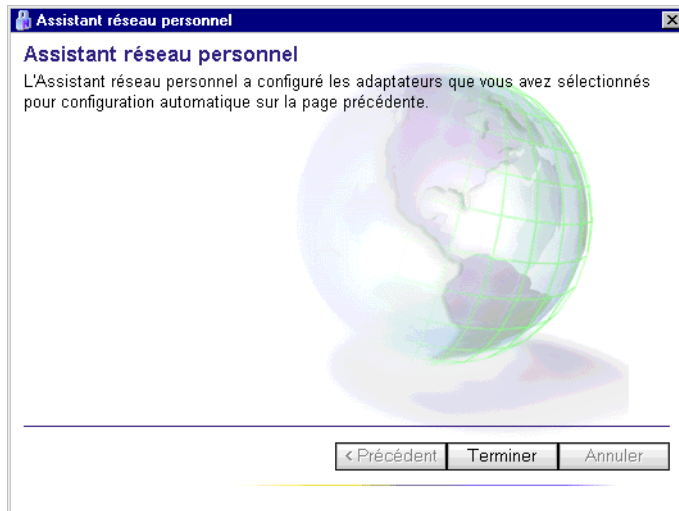 Assistant réseau personnel
Assistant réseau personnel
L'Assistant réseau personnel a configuré les adaptateurs que vous avez sélectionnés
pour configuration automatique sur la page précédente.
< Précédent Terminer Annuler